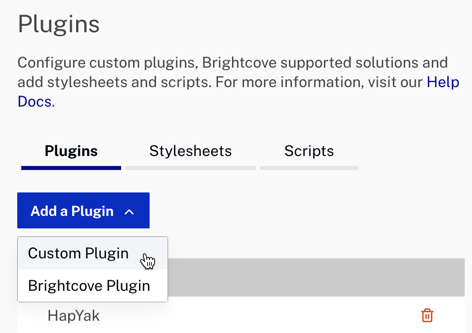 Plugins
Configure custom plugins, Brightcove supported solutions and
add stylesheets and scripts. For more information, visit our Help
Docs.
Plugins
Stylesheets
Scripts
Add a Plugin
Custom Plugin
Brightcove Plugin
HapYak